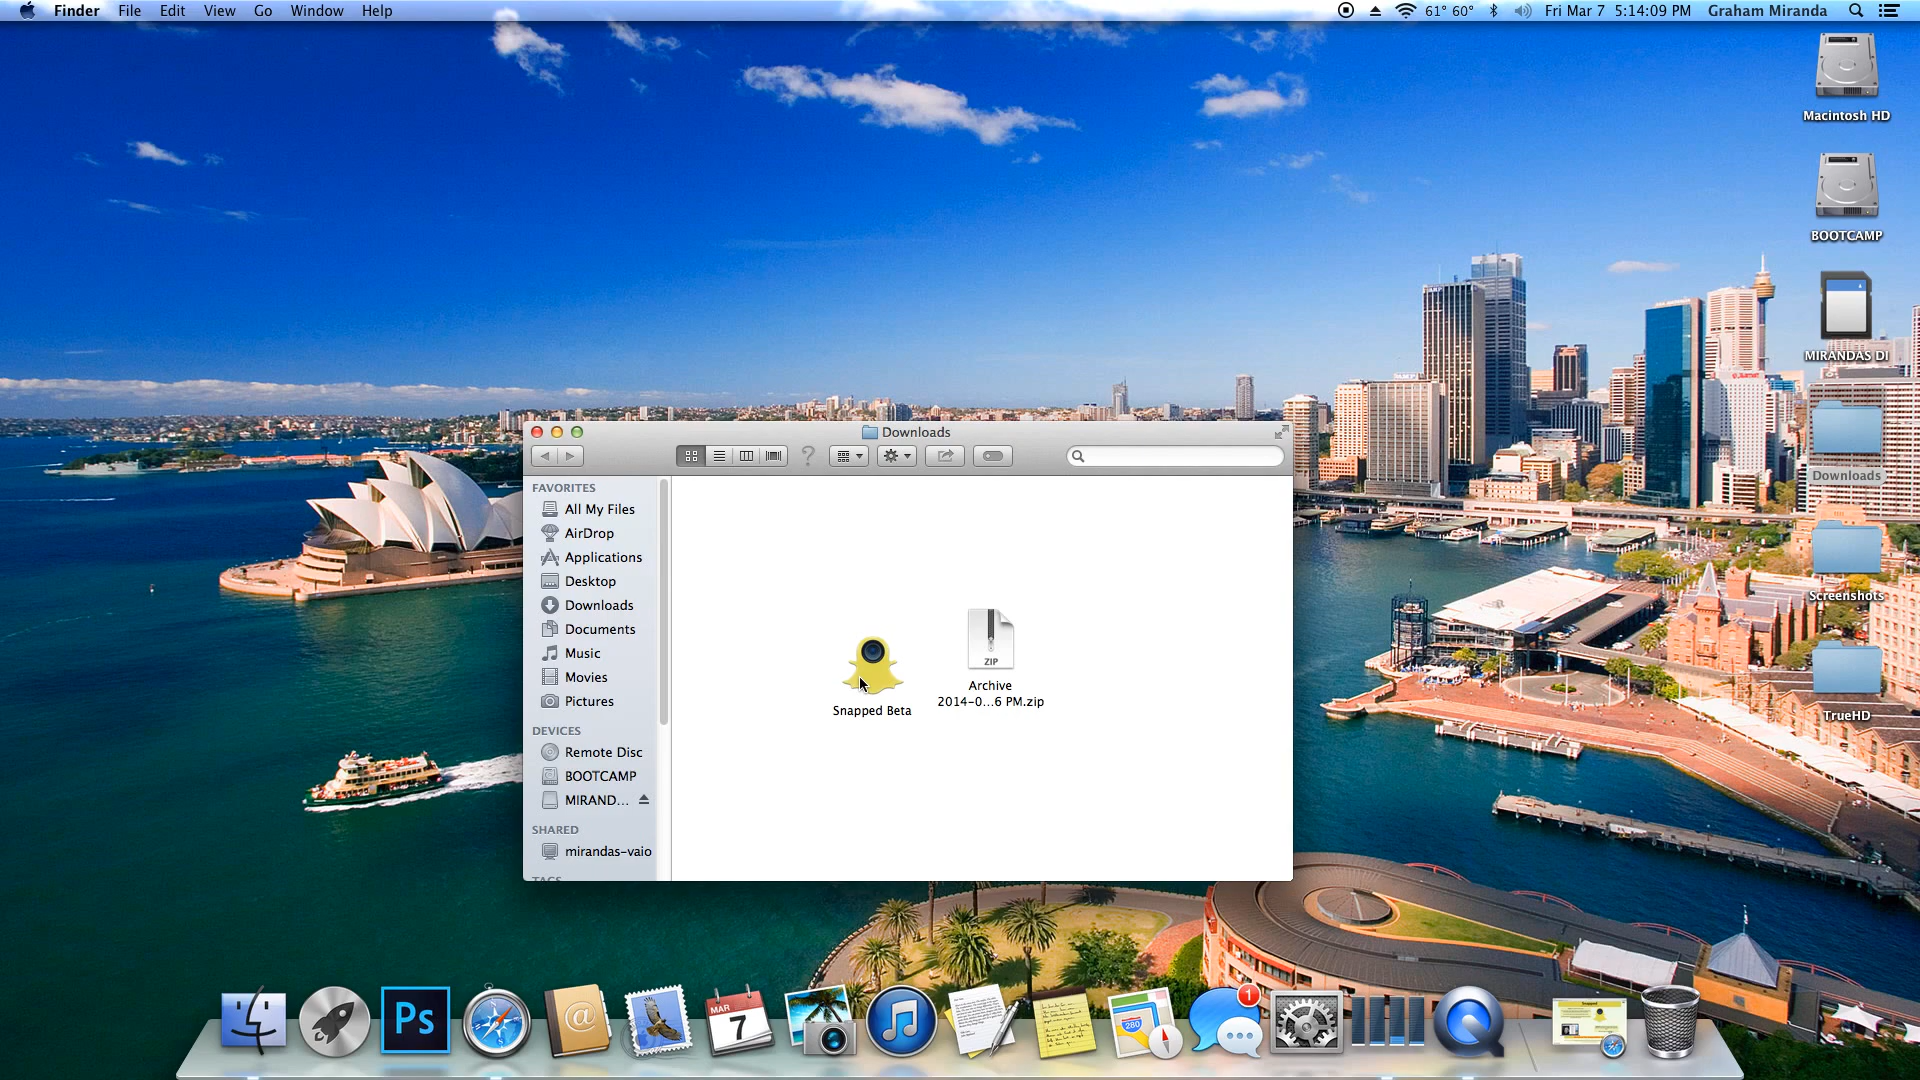 Finder File Edit View Go Window Help
61° 60° Fri Mar 7 5:14:09 PM Graham Miranda
Macintosh HD
BOOTCAMP
MIRANDAS DI
Downloads
Screenshots
TrueHD
Downloads
FAVORITES
All My Files
AirDrop
Applications
Desktop
Downloads
Documents
Music
Movies
Pictures
DEVICES
Remote Disc
BOOTCAMP
MIRAND...
SHARED
mirandas-vaio
TAGS
ZIP
Snapped Beta
Archive
2014-0...6 PM.zip
Ps
@
MAR
7
280
1